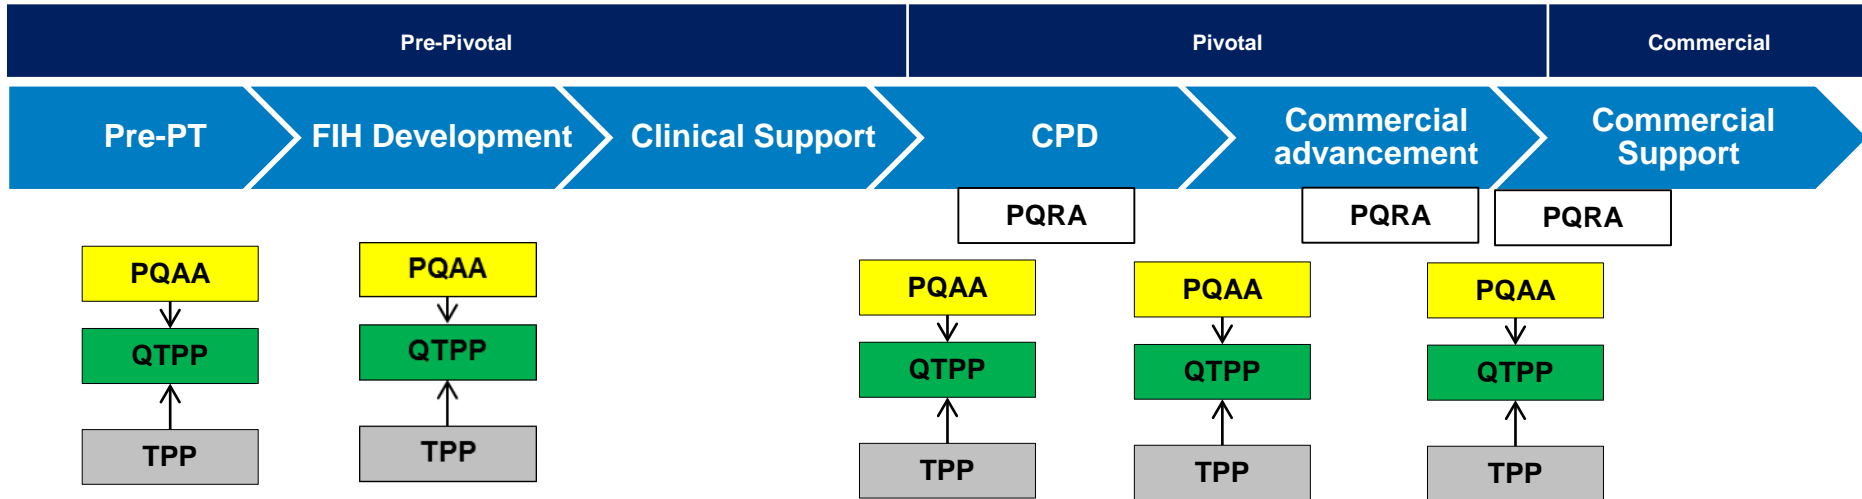 Pre-Pivotal
Pivotal
Commercial
Pre-PT
FIH Development
Clinical Support
CPD
Commercial
advancement
Commercial
Support
PQRA
PQRA
PQRA
PQAA
PQAA
PQAA
PQAA
PQAA
QTPP
QTPP
QTPP
QTPP
QTPP
TPP
TPP
TPP
TPP
TPP